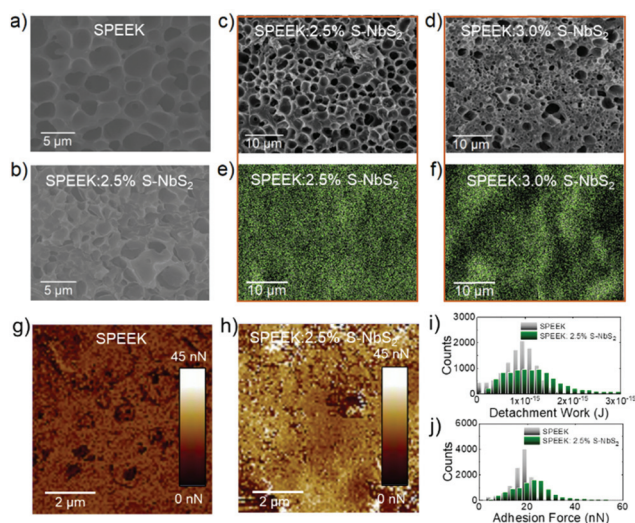 a) SPEEK
5 µm
b) SPEEK:2.5% S-NbS₂
5 µm
c) SPEEK:2.5% S-NbS₂
10 µm
d) SPEEK:3.0% S-NbS₂
10 µm
e) SPEEK:2.5% S-NbS₂
10 µm
f) SPEEK:3.0% S-NbS₂
10 µm
g) SPEEK
45 nN
0 nN
2 µm
h) SPEEK:2.5% S-NbS₂
45 nN
0 nN
2 µm
i)
3000
2000
1000
0
Counts
SPEEK
SPEEK: 2.5% S-NbS₂
0 1x10⁻¹⁵ 2x10⁻¹⁵ 3x10⁻¹⁵
Detachment Work (J)
j)
6000
4000
2000
0
Counts
SPEEK
SPEEK: 2.5% S-NbS₂
0 20 40 60
Adhesion Force (nN)